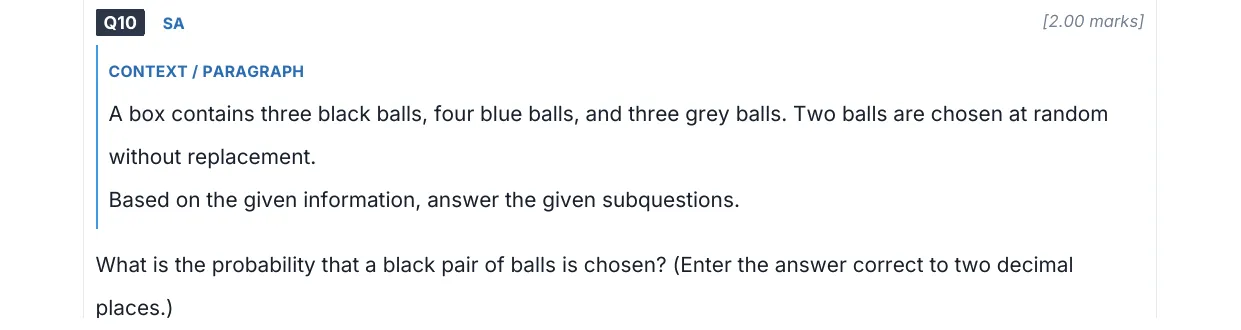 Q10 SA [2.00 marks]
CONTEXT / PARAGRAPH
A box contains three black balls, four blue balls, and three grey balls. Two balls are chosen at random
without replacement.
Based on the given information, answer the given subquestions.
What is the probability that a black pair of balls is chosen? (Enter the answer correct to two decimal
places.)